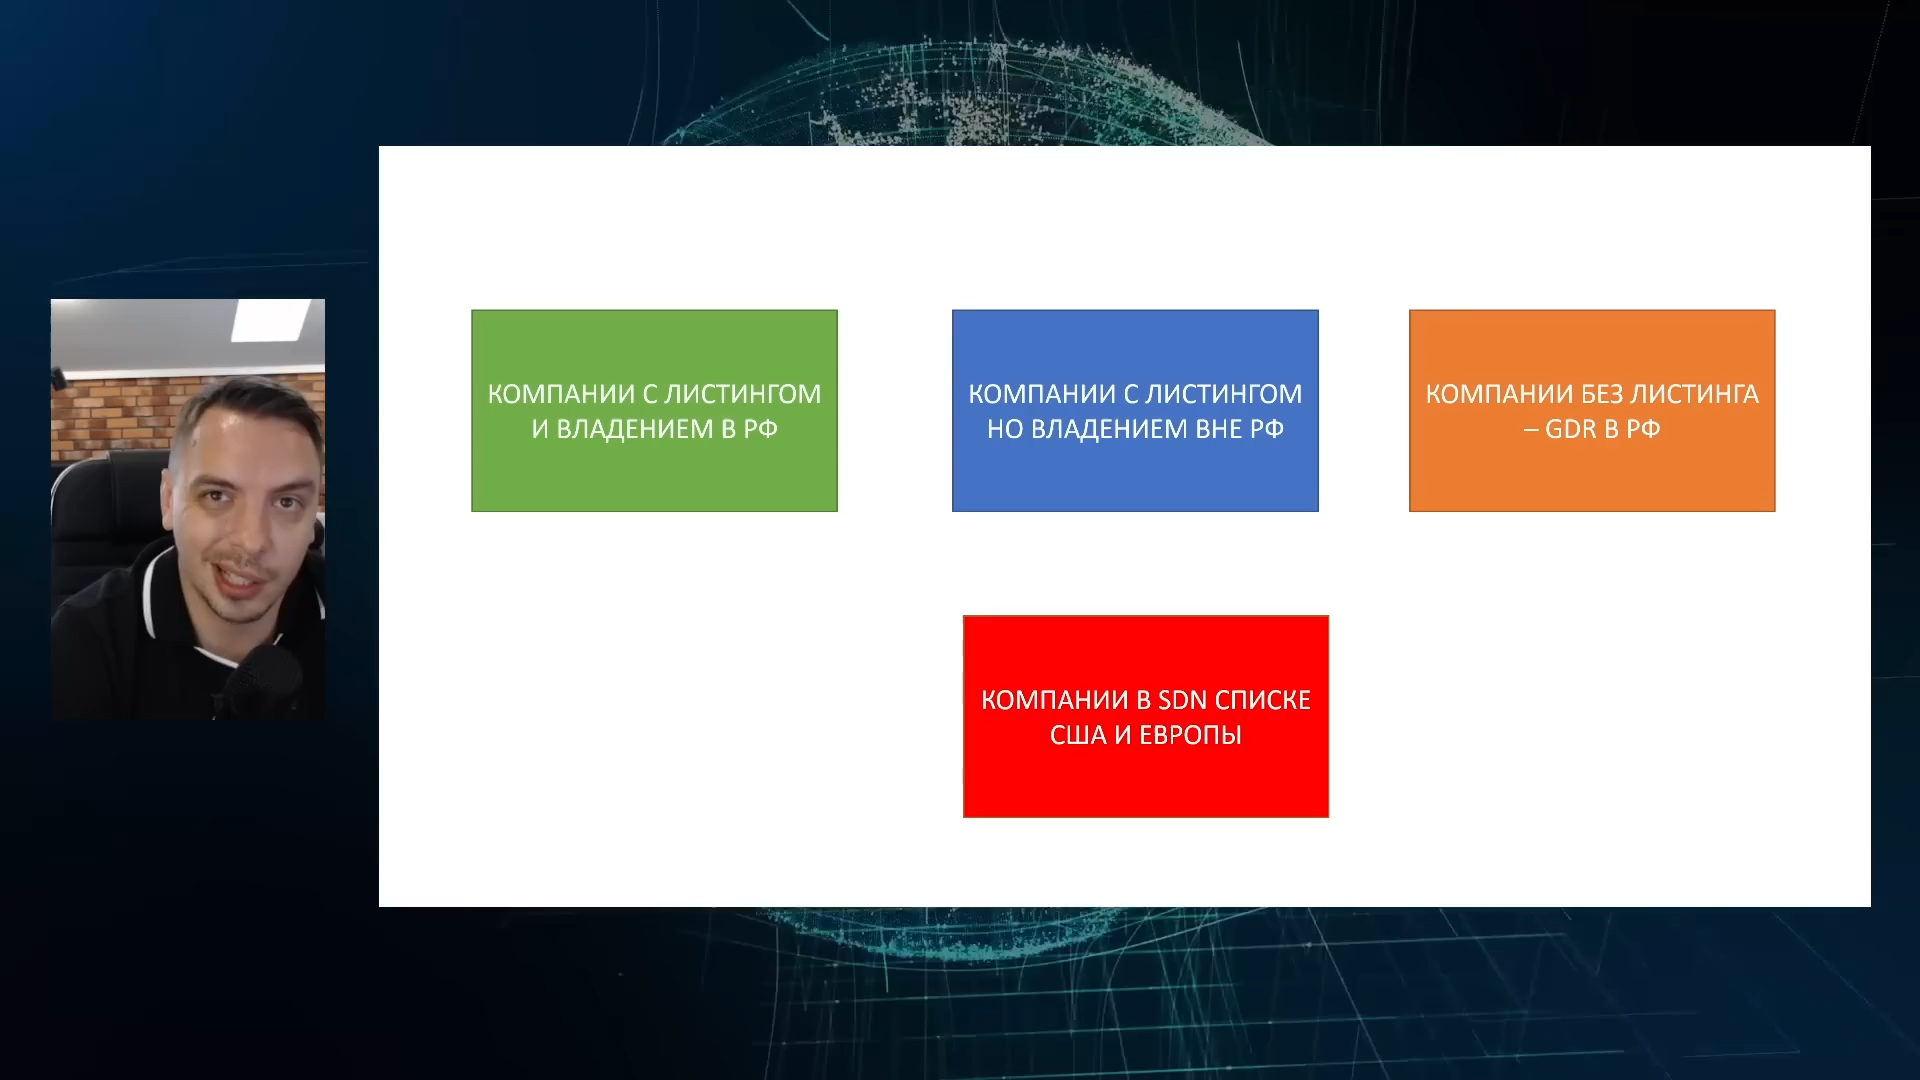 КОМПАНИИ С ЛИСТИНГОМ
И ВЛАДЕНИЕМ В РФ
КОМПАНИИ С ЛИСТИНГОМ
НО ВЛАДЕНИЕМ ВНЕ РФ
КОМПАНИИ БЕЗ ЛИСТИНГА
– GDR В РФ
КОМПАНИИ В SDN СПИСКЕ
США И ЕВРОПЫ